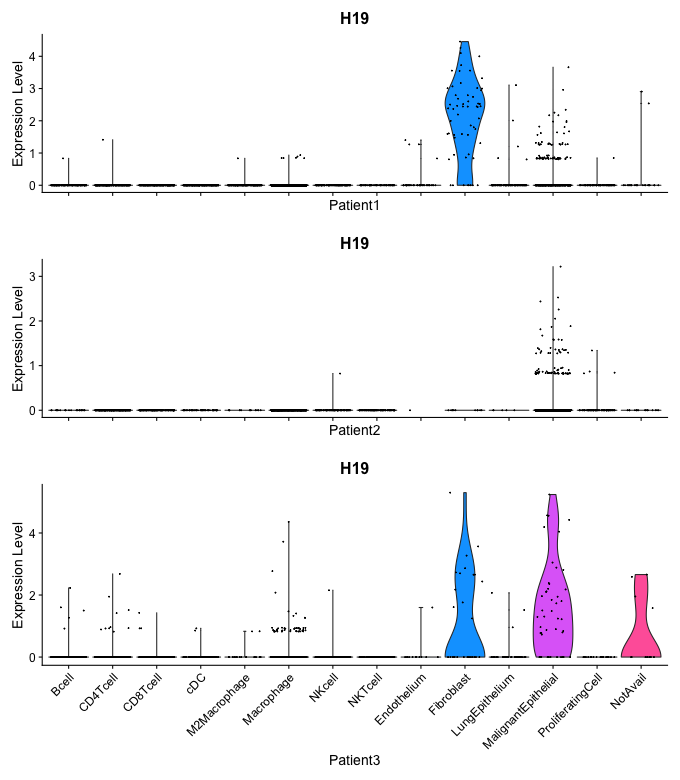 H19
Expression Level
4
3
2
1
0
Patient1
H19
Expression Level
3
2
1
0
Patient2
H19
Expression Level
4
2
0
Bcell
CD4Tcell
CD8Tcell
cDC
M2Macrophage
Macrophage
NKcell
NKTcell
Endothelium
Fibroblast
LungEpithelium
MalignantEpithelial
ProliferatingCell
NotAvail
Patient3